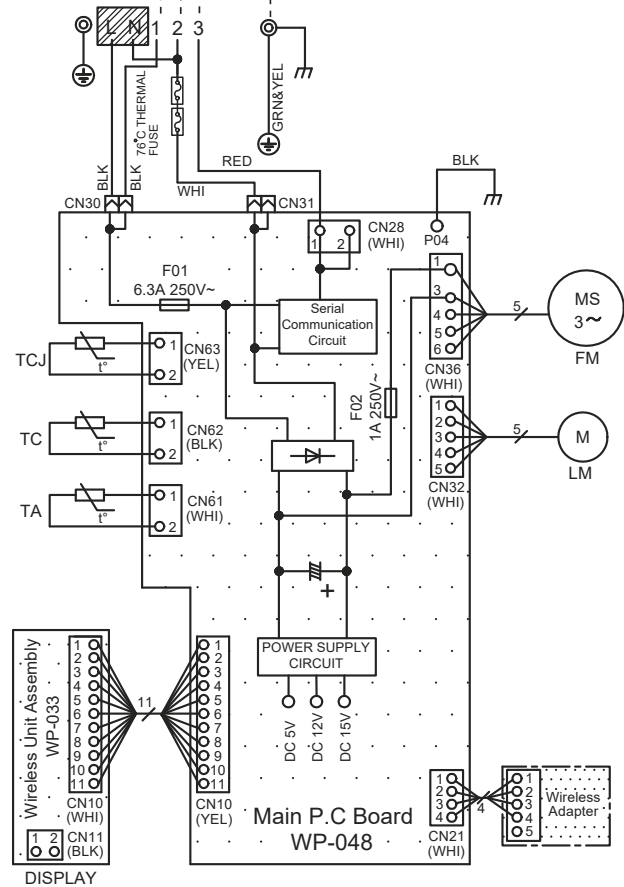 L N 1 2 3
GRN&YEL
76°C THERMAL
FUSE
BLK
BLK
WHI
RED
BLK
CN30
CN31
CN28
(WHI)
1 2
P04
F01
6.3A 250V~
Serial
Communication
Circuit
F02
1A 250V~
1
3
4
5
6
CN36
(WHI)
5
MS
3~
FM
TCJ
t°
1
2
CN63
(YEL)
TC
t°
1
2
CN62
(BLK)
TA
t°
1
2
CN61
(WHI)
1
2
3
4
5
CN32
(WHI)
5
M
LM
+
POWER SUPPLY
CIRCUIT
DC 5V
DC 12V
DC 15V
Wireless Unit Assembly
WP-033
1
2
3
4
5
6
7
8
9
10
11
CN10
(WHI)
1 2
CN11
(BLK)
DISPLAY
11
1
2
3
4
5
6
7
8
9
10
11
CN10
(YEL)
Main P.C Board
WP-048
1
2
3
4
CN21
(WHI)
4
1
2
3
4
5
Wireless
Adapter